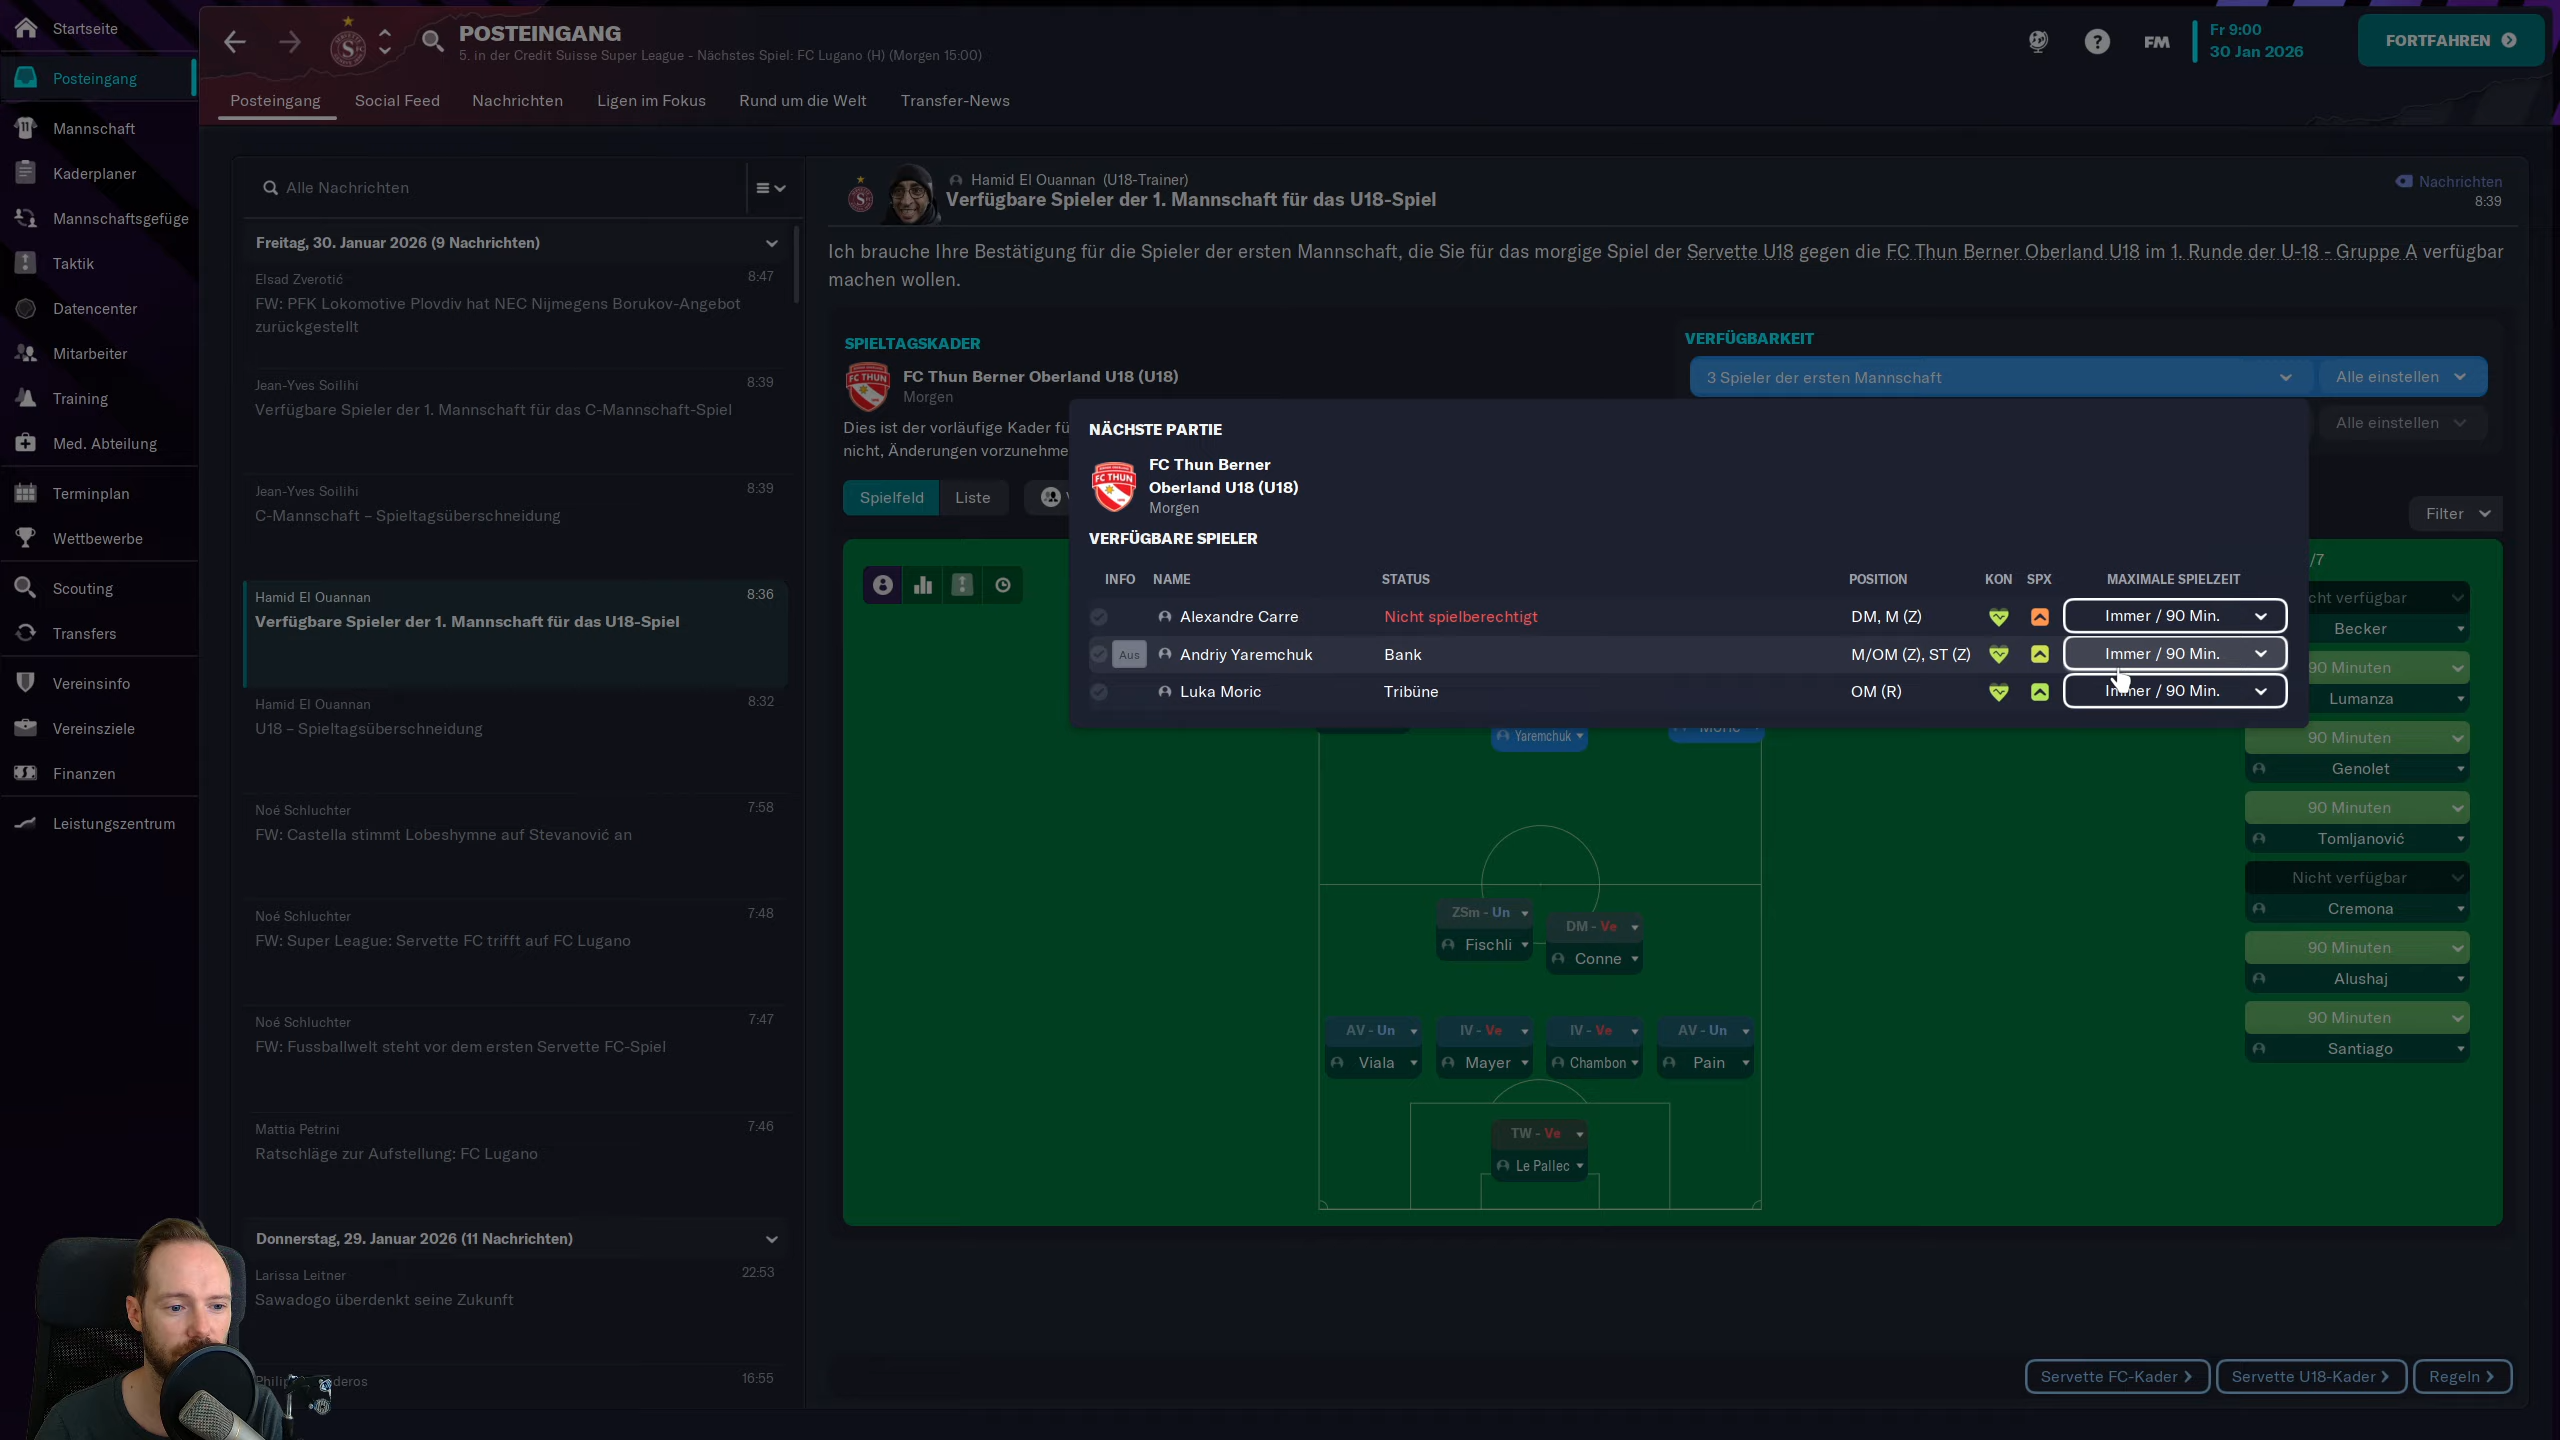 Startseite
Posteingang
Mannschaft
Kaderplaner
Mannschaftsgefüge
Taktik
Datencenter
Mitarbeiter
Training
Med. Abteilung
Terminplan
Wettbewerbe
Scouting
Transfers
Vereinsinfo
Vereinsziele
Finanzen
Leistungszentrum
POSTEINGANG
5. in der Credit Suisse Super League - Nächstes Spiel: FC Lugano (H) (Morgen 15:00)
FM
Fr 9:00
30 Jan 2026
FORTFAHREN
Posteingang Social Feed Nachrichten Ligen im Fokus Rund um die Welt Transfer-News
Alle Nachrichten
Freitag, 30. Januar 2026 (9 Nachrichten)
Elsad Zverotić 8:47
FW: PFK Lokomotive Plovdiv hat NEC Nijmegens Borukov-Angebot
zurückgestellt
Jean-Yves Soilihi 8:39
Verfügbare Spieler der 1. Mannschaft für das C-Mannschaft-Spiel
Jean-Yves Soilihi 8:39
C-Mannschaft – Spieltagsüberschneidung
Hamid El Ouannan 8:36
Verfügbare Spieler der 1. Mannschaft für das U18-Spiel
Hamid El Ouannan 8:32
U18 – Spieltagsüberschneidung
Noé Schluchter 7:58
FW: Castella stimmt Lobeshymne auf Stevanović an
Noé Schluchter 7:48
FW: Super League: Servette FC trifft auf FC Lugano
Noé Schluchter 7:47
FW: Fussballwelt steht vor dem ersten Servette FC-Spiel
Mattia Petrini 7:46
Ratschläge zur Aufstellung: FC Lugano
Donnerstag, 29. Januar 2026 (11 Nachrichten)
Larissa Leitner 22:53
Sawadogo überdenkt seine Zukunft
16:55
Hamid El Ouannan (U18-Trainer)
Verfügbare Spieler der 1. Mannschaft für das U18-Spiel
Nachrichten
8:39
Ich brauche Ihre Bestätigung für die Spieler der ersten Mannschaft, die Sie für das morgige Spiel der Servette U18 gegen die FC Thun Berner Oberland U18 im 1. Runde der U-18 - Gruppe A verfügbar
machen wollen.
SPIELTAGSKADER
FC Thun Berner Oberland U18 (U18)
Morgen
Dies ist der vorläufige Kader fü
nicht, Änderungen vorzunehme
Spielfeld Liste
VERFÜGBARKEIT
3 Spieler der ersten Mannschaft Alle einstellen
Alle einstellen
Filter
NÄCHSTE PARTIE
FC THUN
FC Thun Berner
Oberland U18 (U18)
Morgen
VERFÜGBARE SPIELER
INFO NAME STATUS POSITION KON SPX MAXIMALE SPIELZEIT
Alexandre Carre Nicht spielberechtigt DM, M (Z) Immer / 90 Min.
Aus Andriy Yaremchuk Bank M/OM (Z), ST (Z) Immer / 90 Min.
Luka Moric Tribüne OM (R) Immer / 90 Min.
Yaremchuk
Moric
ZSm - Un
Fischli
DM - Ve
Conne
AV - Un
Viala
IV - Ve
Mayer
IV - Ve
Chambon
AV - Un
Pain
TW - Ve
Le Pallec
/7
cht verfügbar
Becker
90 Minuten
Lumanza
90 Minuten
Genolet
90 Minuten
Tomljanović
Nicht verfügbar
Cremona
90 Minuten
Alushaj
90 Minuten
Santiago
Servette FC-Kader
Servette U18-Kader
Regeln